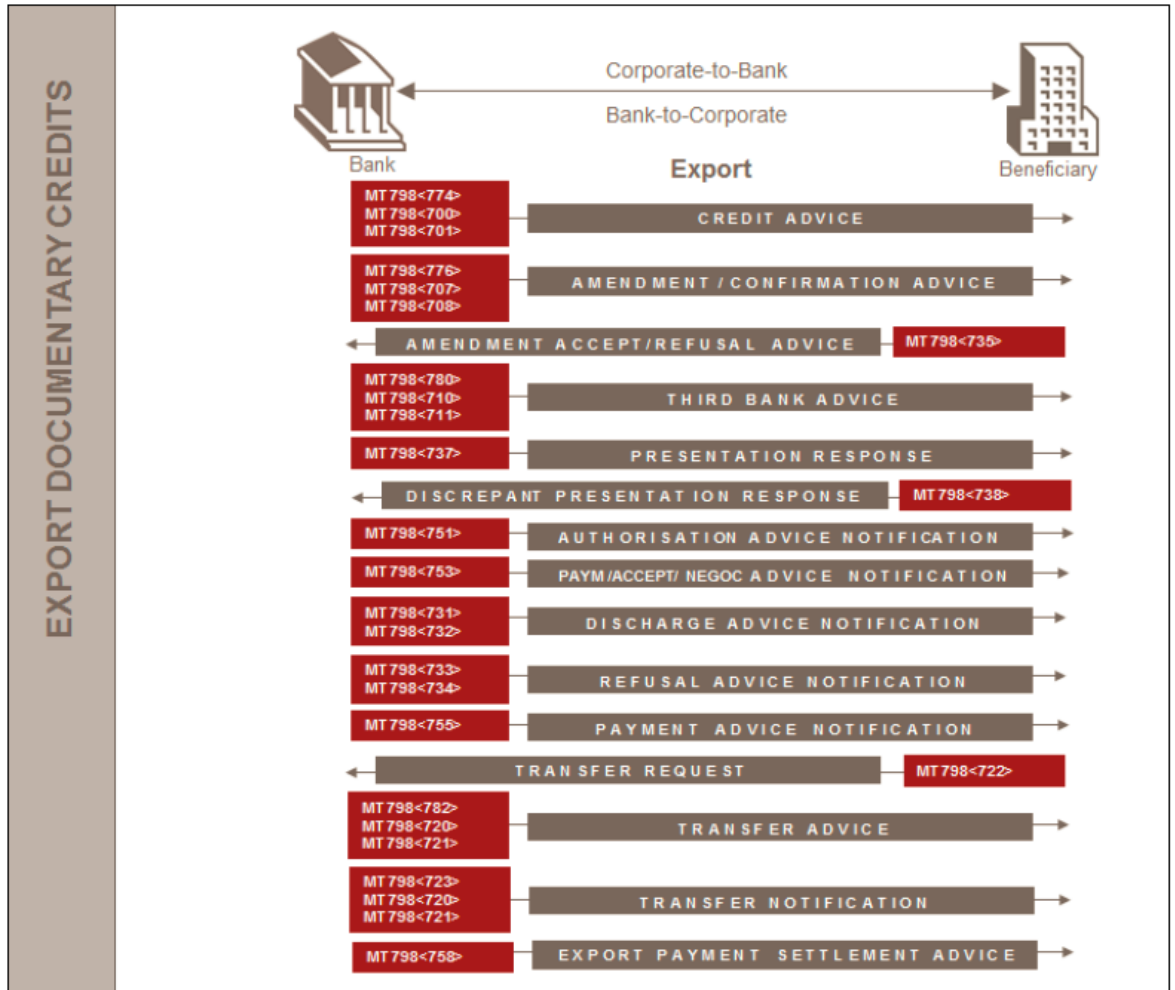 EXPORT DOCUMENTARY CREDITS
Corporate-to-Bank
Bank-to-Corporate
Bank
Export
Beneficiary
MT798<774>
MT798<700>
MT798<701>
CREDIT ADVICE
MT798<776>
MT798<707>
MT798<708>
AMENDMENT / CONFIRMATION ADVICE
AMENDMENT ACCEPT/REFUSAL ADVICE
MT798<735>
MT798<780>
MT798<710>
MT798<711>
THIRD BANK ADVICE
MT798<737>
PRESENTATION RESPONSE
DISCREPANT PRESENTATION RESPONSE
MT798<738>
MT798<751>
AUTHORISATION ADVICE NOTIFICATION
MT798<753>
PAYM/ACCEPT/ NEGOC ADVICE NOTIFICATION
MT798<731>
MT798<732>
DISCHARGE ADVICE NOTIFICATION
MT798<733>
MT798<734>
REFUSAL ADVICE NOTIFICATION
MT798<755>
PAYMENT ADVICE NOTIFICATION
TRANSFER REQUEST
MT798<722>
MT798<782>
MT798<720>
MT798<721>
TRANSFER ADVICE
MT798<723>
MT798<720>
MT798<721>
TRANSFER NOTIFICATION
MT798<758>
EXPORT PAYMENT SETTLEMENT ADVICE